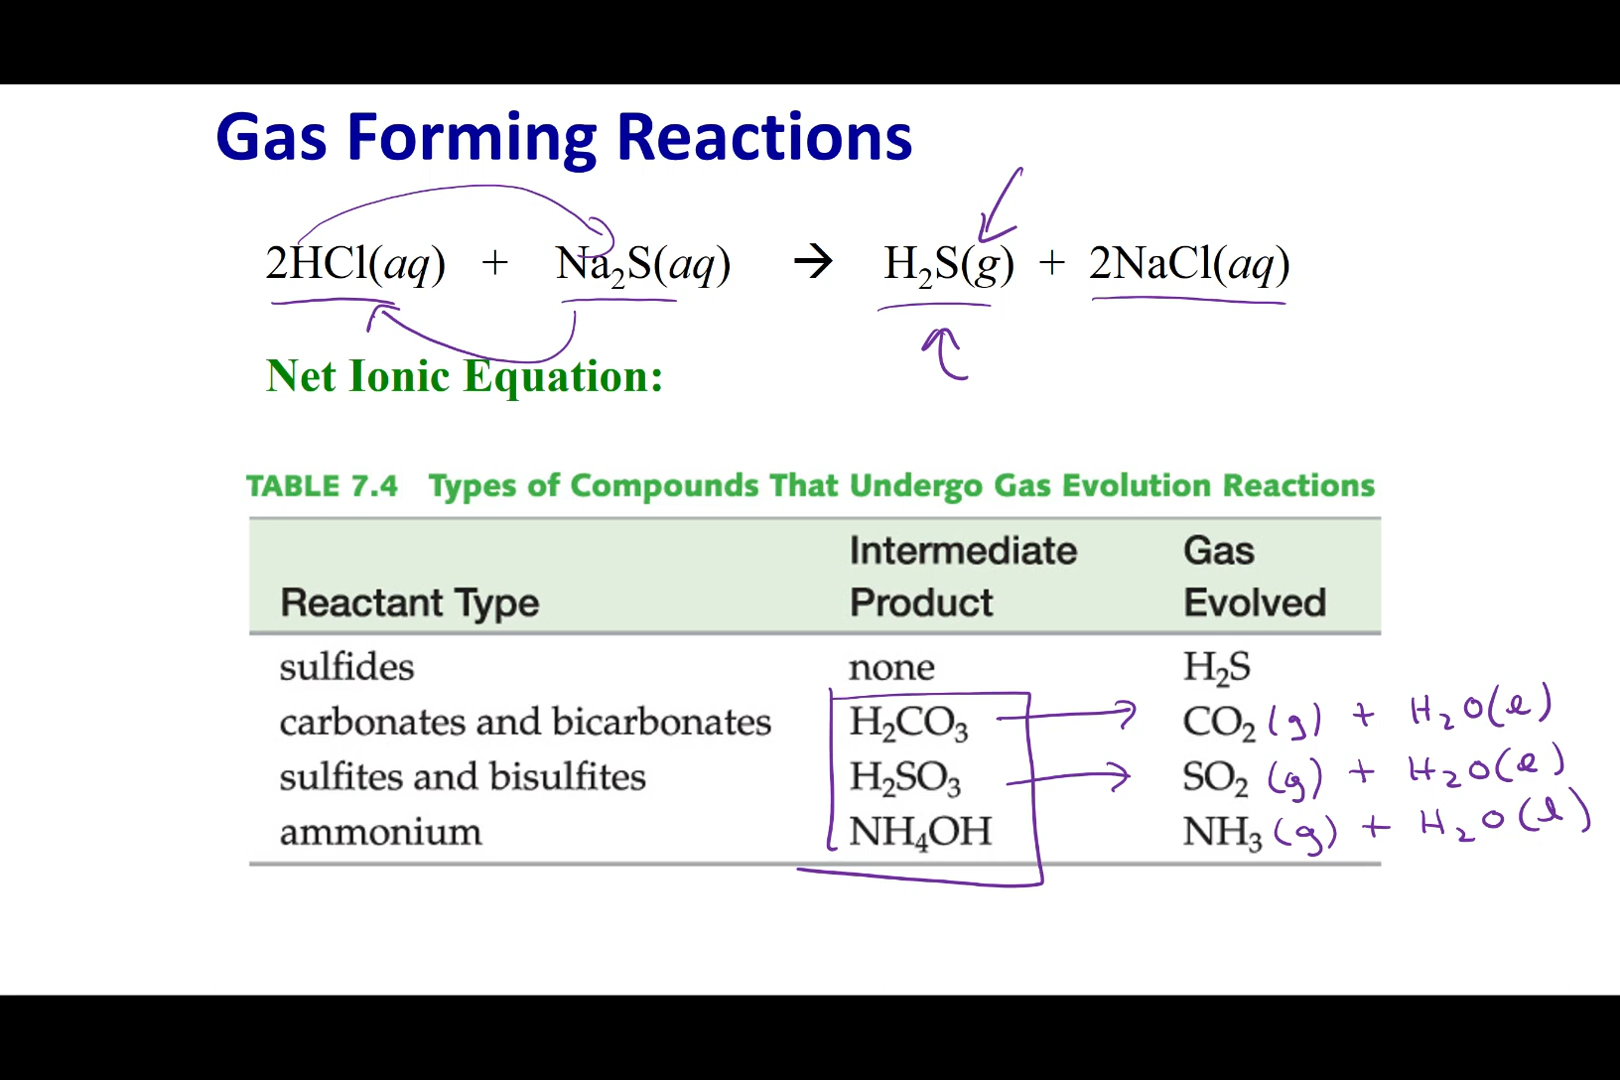 Gas Forming Reactions
2HCl(aq) + Na₂S(aq) → H₂S(g) + 2NaCl(aq)
Net Ionic Equation:
TABLE 7.4 Types of Compounds That Undergo Gas Evolution Reactions
Reactant Type Intermediate Product Gas Evolved
sulfides none H₂S
carbonates and bicarbonates H₂CO₃ → CO₂ (g) + H₂O(l)
sulfites and bisulfites H₂SO₃ → SO₂ (g) + H₂O(l)
ammonium NH₄OH NH₃ (g) + H₂O(l)